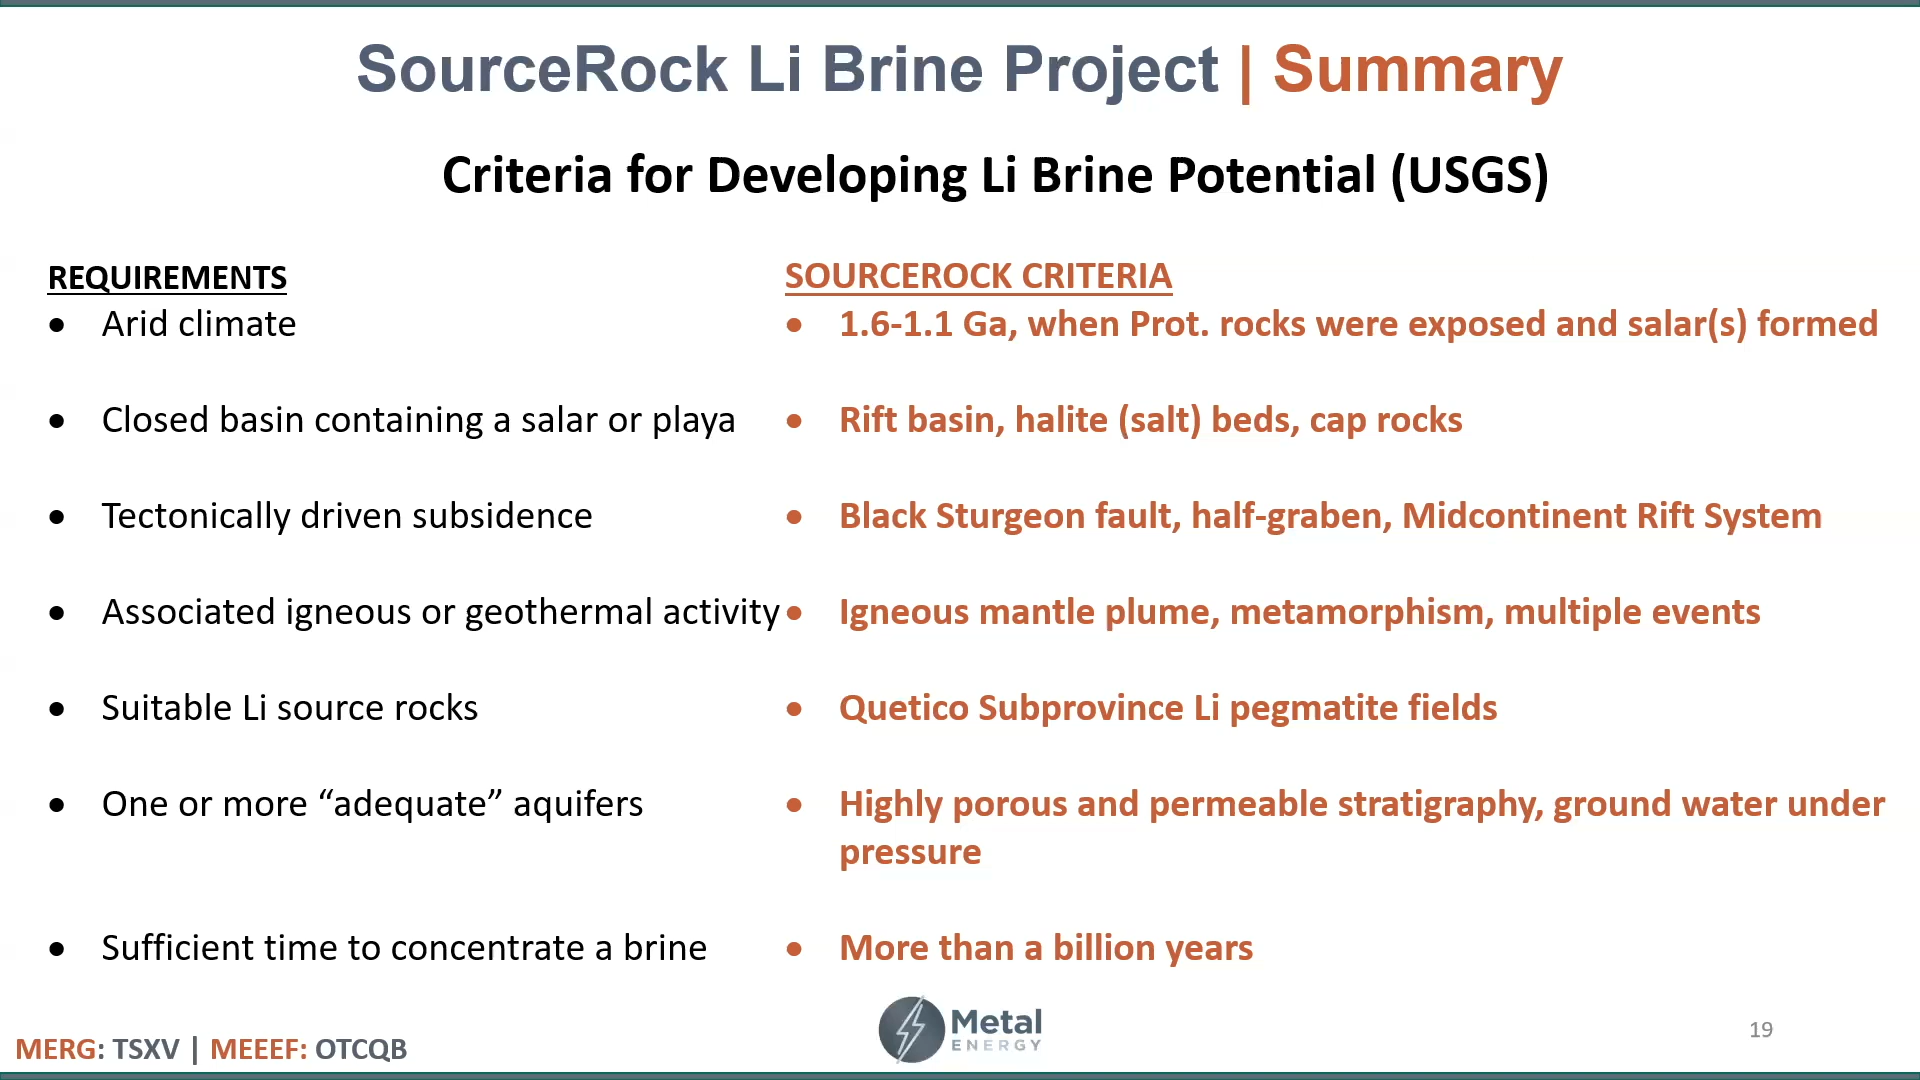 SourceRock Li Brine Project | Summary
Criteria for Developing Li Brine Potential (USGS)
REQUIREMENTS
• Arid climate
• Closed basin containing a salar or playa
• Tectonically driven subsidence
• Associated igneous or geothermal activity
• Suitable Li source rocks
• One or more “adequate” aquifers
• Sufficient time to concentrate a brine
SOURCEROCK CRITERIA
• 1.6-1.1 Ga, when Prot. rocks were exposed and salar(s) formed
• Rift basin, halite (salt) beds, cap rocks
• Black Sturgeon fault, half-graben, Midcontinent Rift System
• Igneous mantle plume, metamorphism, multiple events
• Quetico Subprovince Li pegmatite fields
• Highly porous and permeable stratigraphy, ground water under
pressure
• More than a billion years
MERG: TSXV | MEEEF: OTCQB
Metal
ENERGY
19